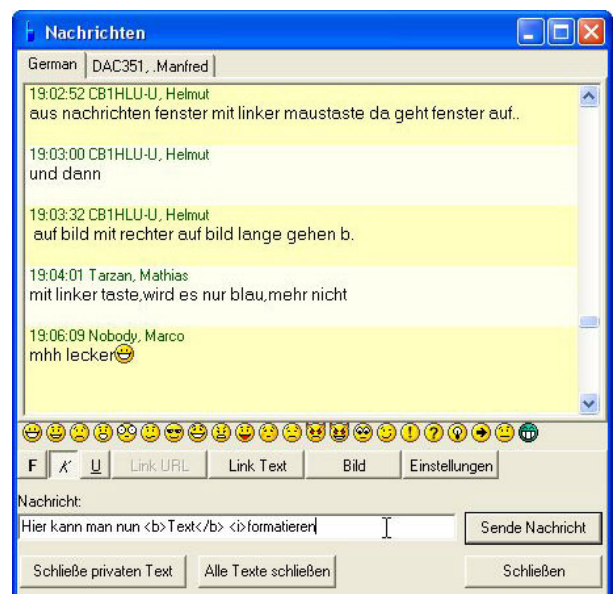 Nachrichten
German DAC351, .Manfred
19:02:52 CB1HLU-U, Helmut
aus nachrichten fenster mit linker maustaste da geht fenster auf..
19:03:00 CB1HLU-U, Helmut
und dann
19:03:32 CB1HLU-U, Helmut
auf bild mit rechter auf bild lange gehen b.
19:04:01 Tarzan, Mathias
mit linker taste,wird es nur blau,mehr nicht
19:06:09 Nobody, Marco
mhh lecker
F K U Link URL Link Text Bild Einstellungen
Nachricht:
Hier kann man nun <b>Text</b> <i>formatieren
Sende Nachricht
Schließe privaten Text Alle Texte schließen Schließen